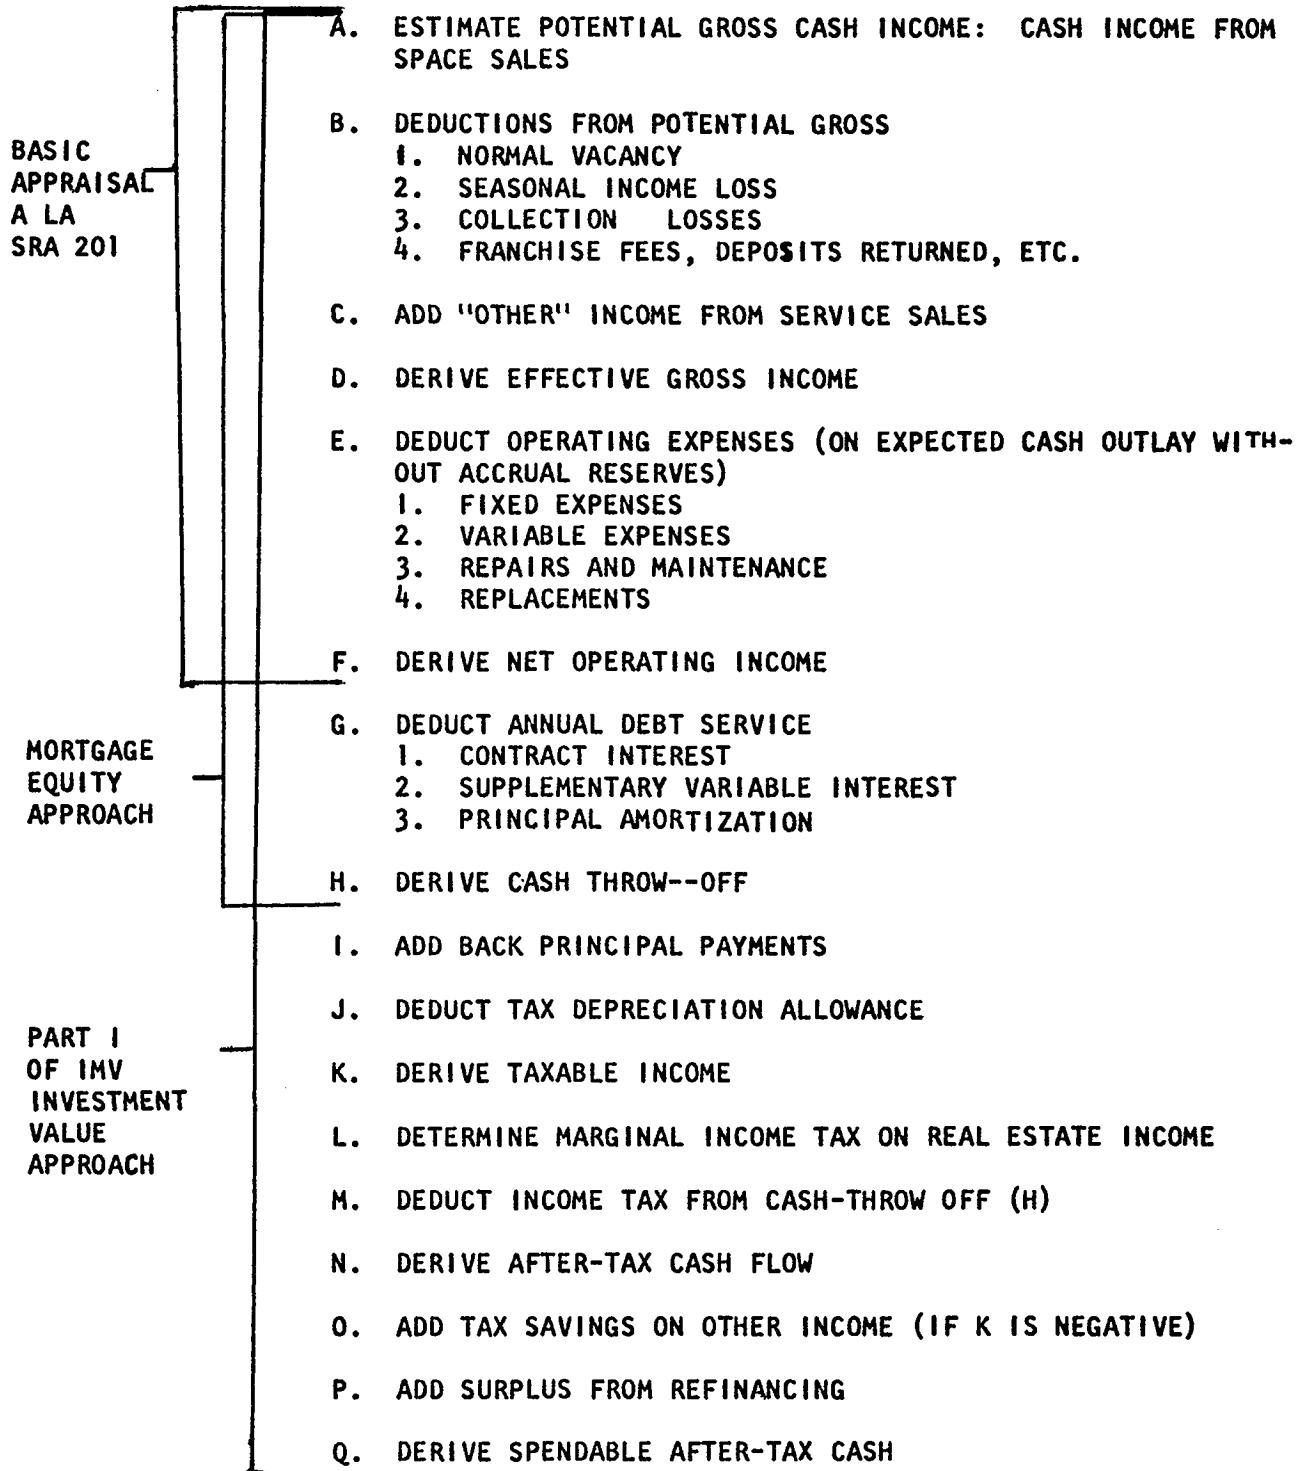 A. ESTIMATE POTENTIAL GROSS CASH INCOME: CASH INCOME FROM
SPACE SALES
B. DEDUCTIONS FROM POTENTIAL GROSS
1. NORMAL VACANCY
2. SEASONAL INCOME LOSS
3. COLLECTION LOSSES
4. FRANCHISE FEES, DEPOSITS RETURNED, ETC.
BASIC
APPRAISAL
A LA
SRA 201
C. ADD "OTHER" INCOME FROM SERVICE SALES
D. DERIVE EFFECTIVE GROSS INCOME
E. DEDUCT OPERATING EXPENSES (ON EXPECTED CASH OUTLAY WITH-
OUT ACCRUAL RESERVES)
1. FIXED EXPENSES
2. VARIABLE EXPENSES
3. REPAIRS AND MAINTENANCE
4. REPLACEMENTS
F. DERIVE NET OPERATING INCOME
G. DEDUCT ANNUAL DEBT SERVICE
1. CONTRACT INTEREST
2. SUPPLEMENTARY VARIABLE INTEREST
3. PRINCIPAL AMORTIZATION
MORTGAGE
EQUITY
APPROACH
H. DERIVE CASH THROW--OFF
I. ADD BACK PRINCIPAL PAYMENTS
J. DEDUCT TAX DEPRECIATION ALLOWANCE
K. DERIVE TAXABLE INCOME
L. DETERMINE MARGINAL INCOME TAX ON REAL ESTATE INCOME
PART I
OF IMV
INVESTMENT
VALUE
APPROACH
M. DEDUCT INCOME TAX FROM CASH-THROW OFF (H)
N. DERIVE AFTER-TAX CASH FLOW
O. ADD TAX SAVINGS ON OTHER INCOME (IF K IS NEGATIVE)
P. ADD SURPLUS FROM REFINANCING
Q. DERIVE SPENDABLE AFTER-TAX CASH